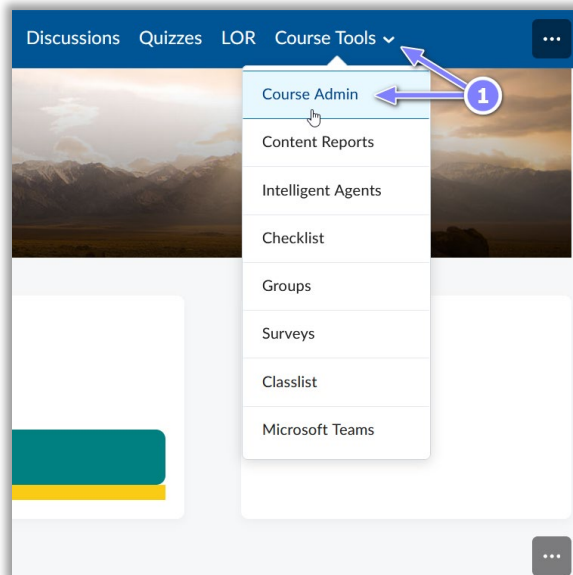 Discussions Quizzes LOR Course Tools
Course Admin
1
Content Reports
Intelligent Agents
Checklist
Groups
Surveys
Classlist
Microsoft Teams